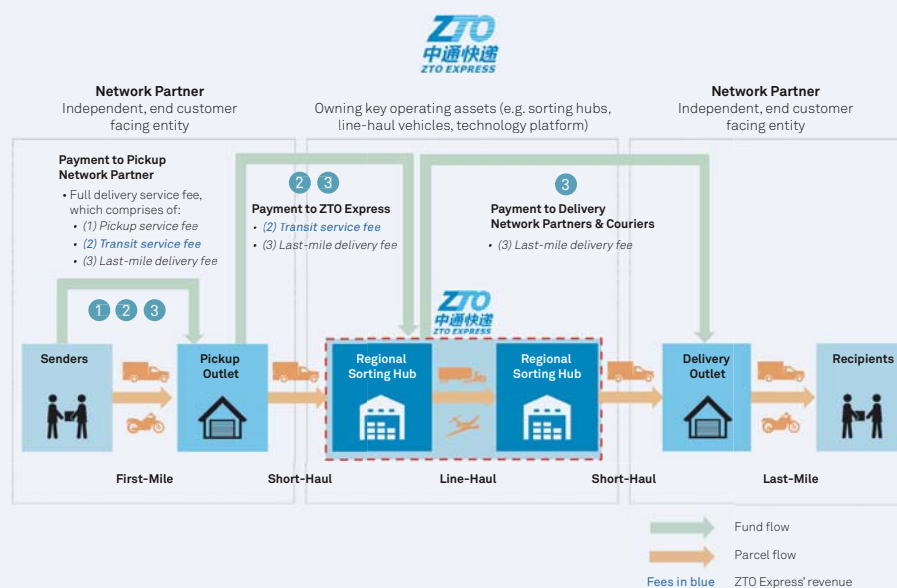 ZTO
中通快递
ZTO EXPRESS
Network Partner
Independent, end customer
facing entity
Owning key operating assets (e.g. sorting hubs,
line-haul vehicles, technology platform)
Network Partner
Independent, end customer
facing entity
Payment to Pickup
Network Partner
• Full delivery service fee,
which comprises of:
• (1) Pickup service fee
• (2) Transit service fee
• (3) Last-mile delivery fee
1 2 3
2 3
Payment to ZTO Express
• (2) Transit service fee
• (3) Last-mile delivery fee
3
Payment to Delivery
Network Partners & Couriers
• (3) Last-mile delivery fee
ZTO
中通快递
ZTO EXPRESS
Senders
Pickup
Outlet
Regional
Sorting Hub
Regional
Sorting Hub
Delivery
Outlet
Recipients
First-Mile
Short-Haul
Line-Haul
Short-Haul
Last-Mile
Fund flow
Parcel flow
Fees in blue ZTO Express' revenue